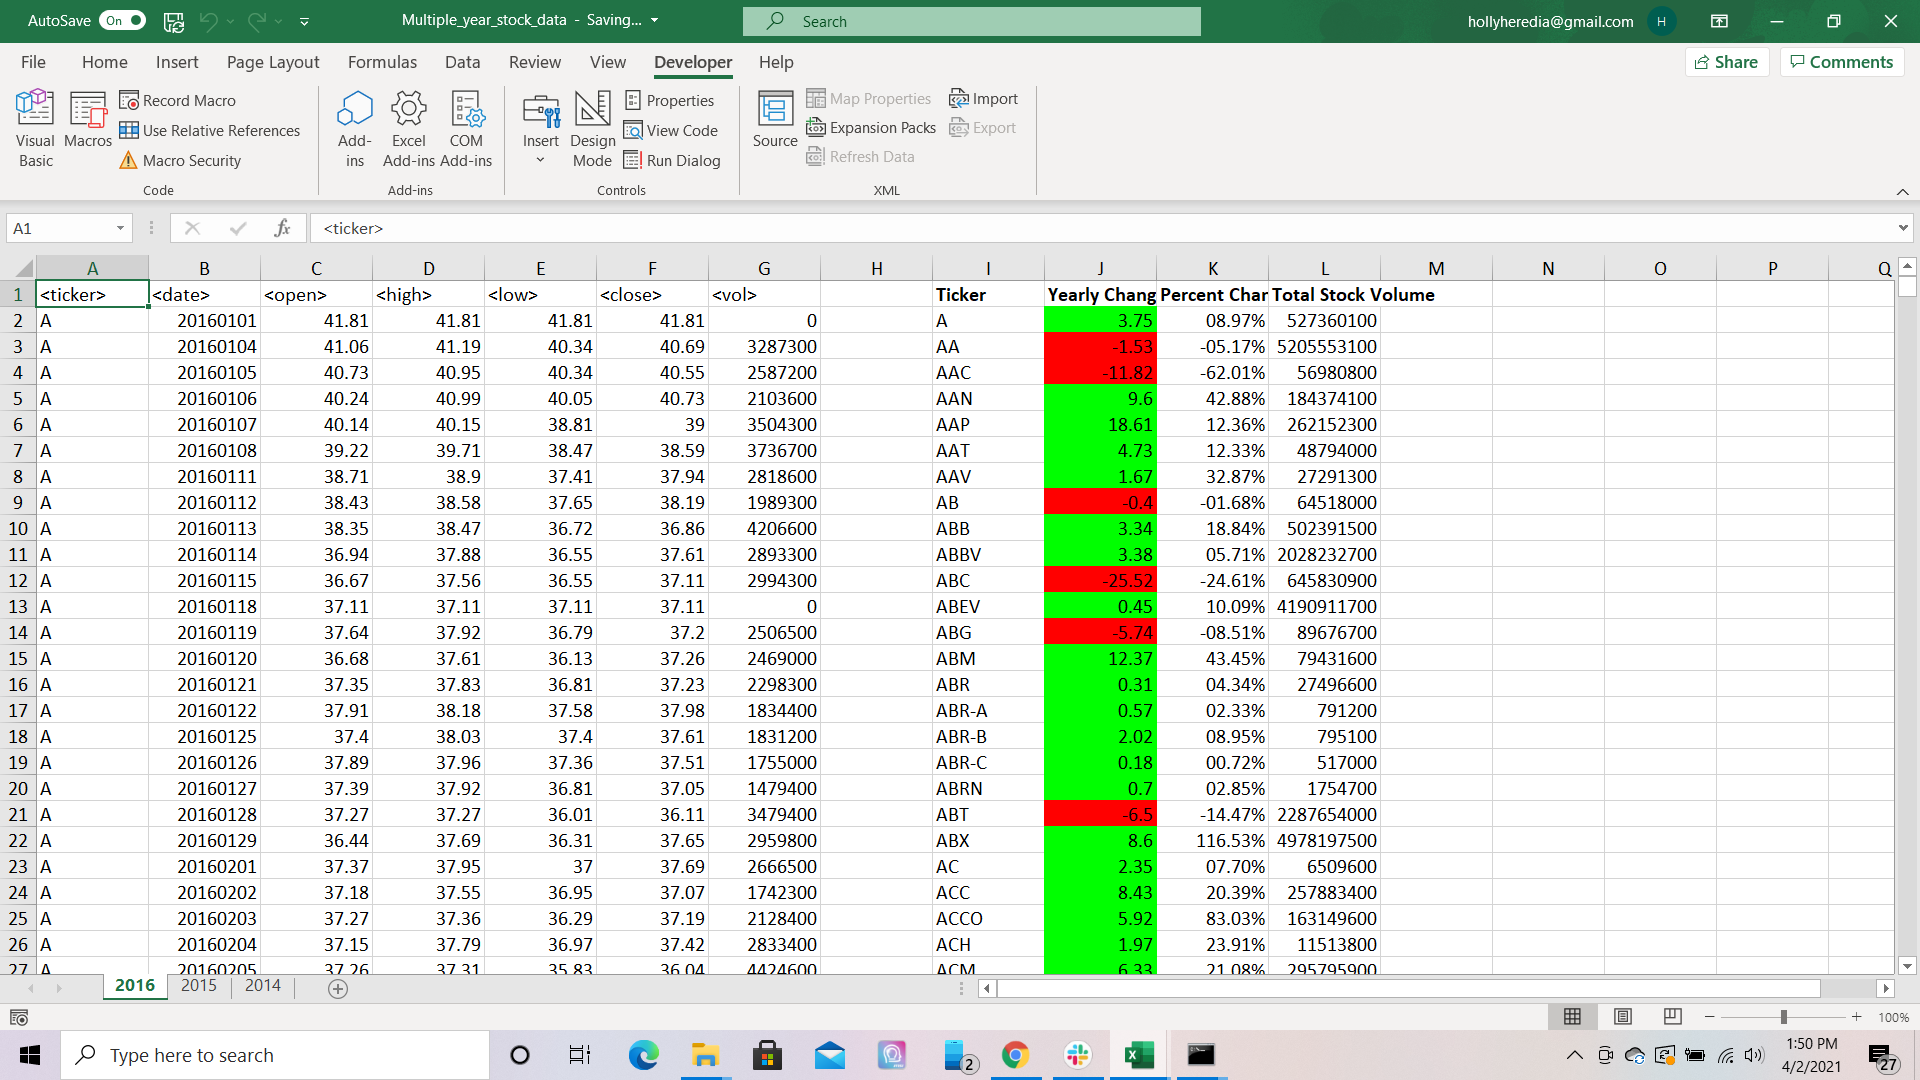 AutoSave On Multiple_year_stock_data - Saving... Search hollyheredia@gmail.com H
File Home Insert Page Layout Formulas Data Review View Developer Help Share Comments
Visual Basic Macros Record Macro Use Relative References Macro Security
Add-ins Excel Add-ins COM Add-ins
Insert Design Mode Properties View Code Run Dialog
Source Map Properties Expansion Packs Refresh Data Import Export
Code Add-ins Controls XML
A1 fx <ticker>
A B C D E F G H I J K L M N O P Q
1 <ticker> <date> <open> <high> <low> <close> <vol> Ticker Yearly Chang Percent Char Total Stock Volume
2 A 20160101 41.81 41.81 41.81 41.81 0 A 3.75 08.97% 527360100
3 A 20160104 41.06 41.19 40.34 40.69 3287300 AA -1.53 -05.17% 5205553100
4 A 20160105 40.73 40.95 40.34 40.55 2587200 AAC -11.82 -62.01% 56980800
5 A 20160106 40.24 40.99 40.05 40.73 2103600 AAN 9.6 42.88% 184374100
6 A 20160107 40.14 40.15 38.81 39 3504300 AAP 18.61 12.36% 262152300
7 A 20160108 39.22 39.71 38.47 38.59 3736700 AAT 4.73 12.33% 48794000
8 A 20160111 38.71 38.9 37.41 37.94 2818600 AAV 1.67 32.87% 27291300
9 A 20160112 38.43 38.58 37.65 38.19 1989300 AB -0.4 -01.68% 64518000
10 A 20160113 38.35 38.47 36.72 36.86 4206600 ABB 3.34 18.84% 502391500
11 A 20160114 36.94 37.88 36.55 37.61 2893300 ABBV 3.38 05.71% 2028232700
12 A 20160115 36.67 37.56 36.55 37.11 2994300 ABC -25.52 -24.61% 645830900
13 A 20160118 37.11 37.11 37.11 37.11 0 ABEV 0.45 10.09% 4190911700
14 A 20160119 37.64 37.92 36.79 37.2 2506500 ABG -5.74 -08.51% 89676700
15 A 20160120 36.68 37.61 36.13 37.26 2469000 ABM 12.37 43.45% 79431600
16 A 20160121 37.35 37.83 36.81 37.23 2298300 ABR 0.31 04.34% 27496600
17 A 20160122 37.91 38.18 37.58 37.98 1834400 ABR-A 0.57 02.33% 791200
18 A 20160125 37.4 38.03 37.4 37.61 1831200 ABR-B 2.02 08.95% 795100
19 A 20160126 37.89 37.96 37.36 37.51 1755000 ABR-C 0.18 00.72% 517000
20 A 20160127 37.39 37.92 36.81 37.05 1479400 ABRN 0.7 02.85% 1754700
21 A 20160128 37.27 37.27 36.01 36.11 3479400 ABT -6.5 -14.47% 2287654000
22 A 20160129 36.44 37.69 36.31 37.65 2959800 ABX 8.6 116.53% 4978197500
23 A 20160201 37.37 37.95 37 37.69 2666500 AC 2.35 07.70% 6509600
24 A 20160202 37.18 37.55 36.95 37.07 1742300 ACC 8.43 20.39% 257883400
25 A 20160203 37.27 37.36 36.29 37.19 2128400 ACCO 5.92 83.03% 163149600
26 A 20160204 37.15 37.79 36.97 37.42 2833400 ACH 1.97 23.91% 11513800
27 A 20160205 37.26 37.31 35.83 36.04 4424600 ACM 6.33 21.08% 295795900
2016 2015 2014
100%
Type here to search 2 1:50 PM
4/2/2021 27